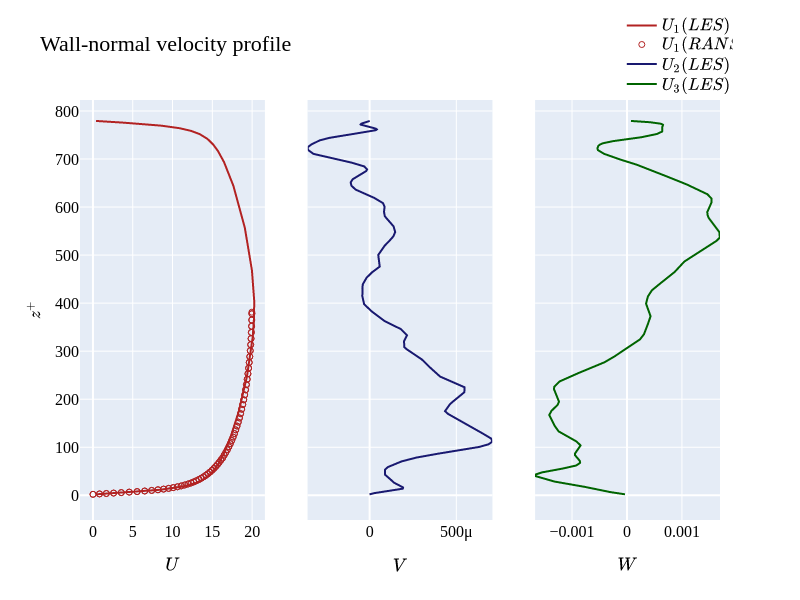 Wall-normal velocity profile
U₁(LES)
U₁(RANS
U₂(LES)
U₃(LES)
800
700
600
500
400
300
200
100
0
z⁺
0 5 10 15 20
0 500μ
−0.001 0 0.001
U
V
W